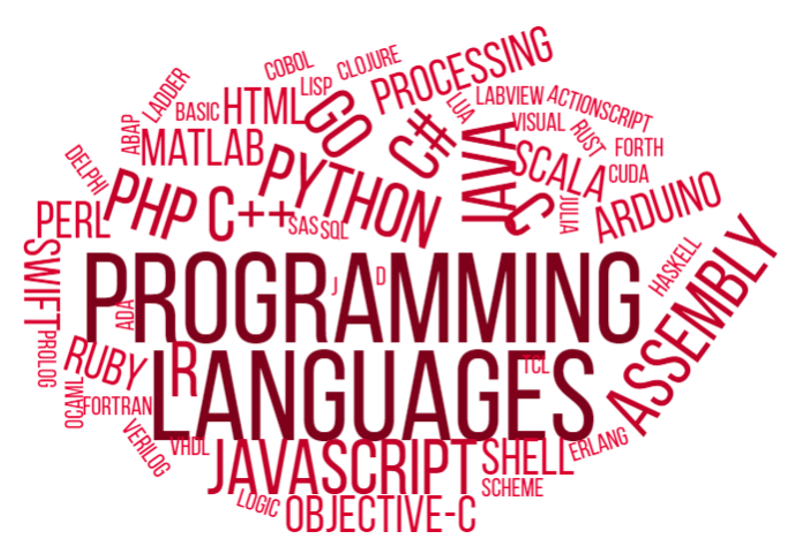 COBOL
CLOJURE
PROCESSING
LADDER
LISP
BASIC
HTML
GO
LUA
LABVIEW
ACTIONSCRIPT
ABAP
MATLAB
C#
JAVA
VISUAL
RUST
FORTH
DELPHI
PHP
C++
PYTHON
SCALA
CUDA
PERL
SAS
SQL
C
JULIA
ARDUINO
SWIFT
PROGRAMMING
J
D
ADA
HASKELL
ASSEMBLY
PROLOG
RUBY
R
LANGUAGES
TCL
OCAML
FORTRAN
VERILOG
VHDL
JAVASCRIPT
SHELL
ERLANG
SCHEME
LOGIC
OBJECTIVE-C